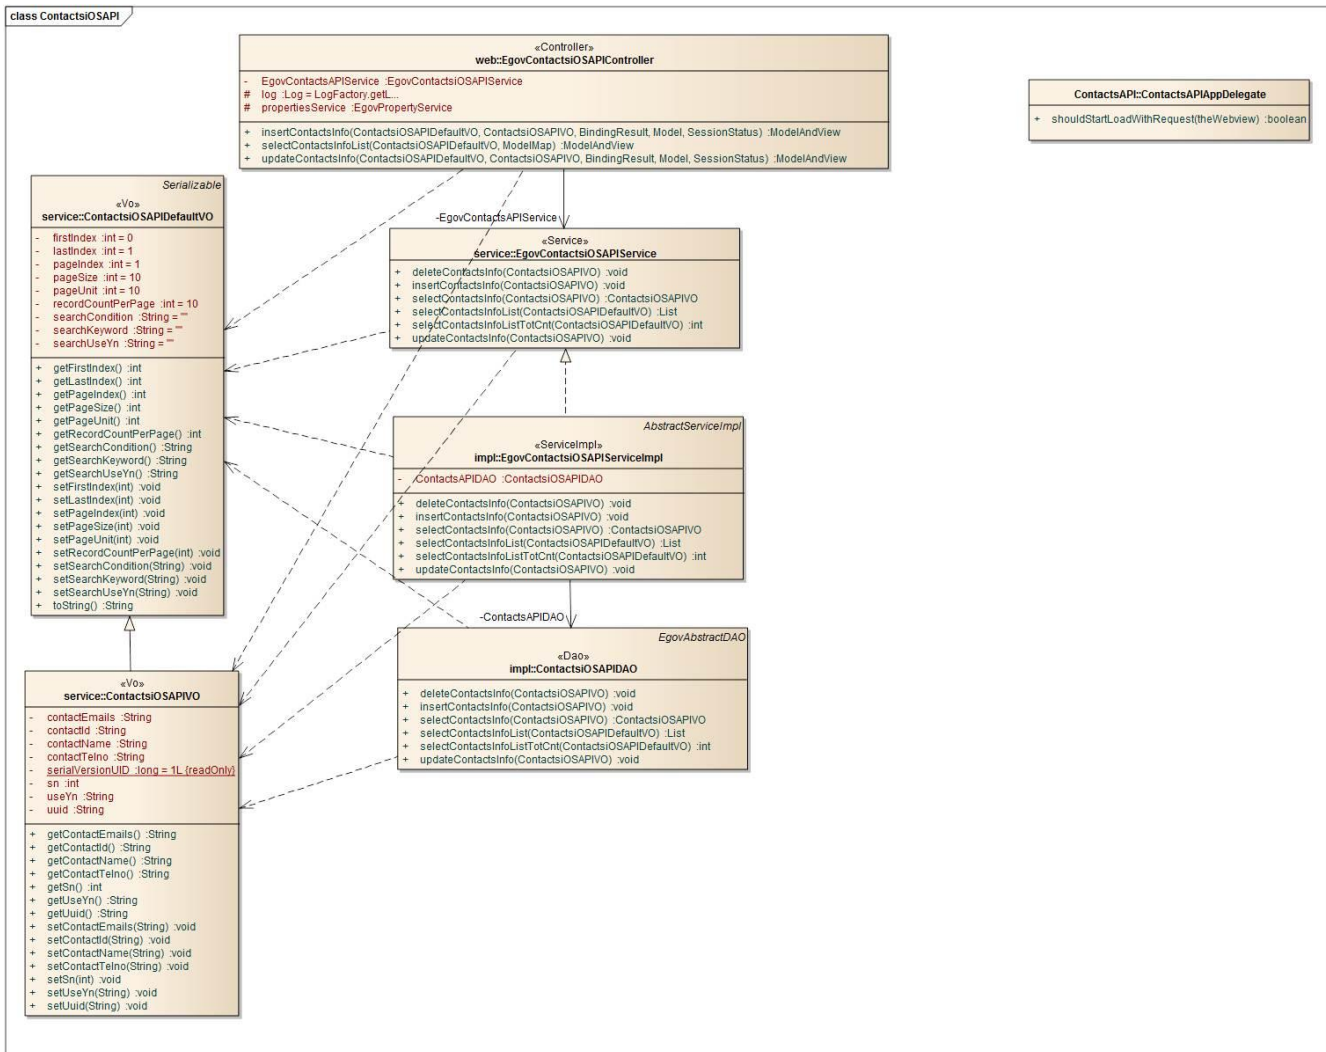 class ContactsiOSAPI
«Controller»
web::EgovContactsiOSAPIController
- EgovContactsAPIService :EgovContactsiOSAPIService
# log :Log = LogFactory.getL...
# propertiesService :EgovPropertyService
+ insertContactsInfo(ContactsiOSAPIDefaultVO, ContactsiOSAPIVO, BindingResult, Model, SessionStatus) :ModelAndView
+ selectContactsInfoList(ContactsiOSAPIDefaultVO, ModelMap) :ModelAndView
+ updateContactsInfo(ContactsiOSAPIDefaultVO, ContactsiOSAPIVO, BindingResult, Model, SessionStatus) :ModelAndView
ContactsAPI::ContactsAPIAppDelegate
+ shouldStartLoadWithRequest(theWebview) :boolean
Serializable
«Vo»
service::ContactsiOSAPIDefaultVO
- firstIndex :int = 0
- lastIndex :int = 1
- pageIndex :int = 1
- pageSize :int = 10
- pageUnit :int = 10
- recordCountPerPage :int = 10
- searchCondition :String = ""
- searchKeyword :String = ""
- searchUseYn :String = ""
+ getFirstIndex() :int
+ getLastIndex() :int
+ getPageIndex() :int
+ getPageSize() :int
+ getPageUnit() :int
+ getRecordCountPerPage() :int
+ getSearchCondition() :String
+ getSearchKeyword() :String
+ getSearchUseYn() :String
+ setFirstIndex(int) :void
+ setLastIndex(int) :void
+ setPageIndex(int) :void
+ setPageSize(int) :void
+ setPageUnit(int) :void
+ setRecordCountPerPage(int) :void
+ setSearchCondition(String) :void
+ setSearchKeyword(String) :void
+ setSearchUseYn(String) :void
+ toString() :String
-EgovContactsAPIService
«Service»
service::EgovContactsiOSAPIService
+ deleteContactsInfo(ContactsiOSAPIVO) :void
+ insertContactsInfo(ContactsiOSAPIVO) :void
+ selectContactsInfo(ContactsiOSAPIVO) :ContactsiOSAPIVO
+ selectContactsInfoList(ContactsiOSAPIDefaultVO) :List
+ selectContactsInfoListTotCnt(ContactsiOSAPIDefaultVO) :int
+ updateContactsInfo(ContactsiOSAPIVO) :void
AbstractServiceImpl
«ServiceImpl»
impl::EgovContactsiOSAPIServiceImpl
- ContactsAPIDAO :ContactsiOSAPIDAO
+ deleteContactsInfo(ContactsiOSAPIVO) :void
+ insertContactsInfo(ContactsiOSAPIVO) :void
+ selectContactsInfo(ContactsiOSAPIVO) :ContactsiOSAPIVO
+ selectContactsInfoList(ContactsiOSAPIDefaultVO) :List
+ selectContactsInfoListTotCnt(ContactsiOSAPIDefaultVO) :int
+ updateContactsInfo(ContactsiOSAPIVO) :void
-ContactsAPIDAO
EgovAbstractDAO
«Dao»
impl::ContactsiOSAPIDAO
+ deleteContactsInfo(ContactsiOSAPIVO) :void
+ insertContactsInfo(ContactsiOSAPIVO) :void
+ selectContactsInfo(ContactsiOSAPIVO) :ContactsiOSAPIVO
+ selectContactsInfoList(ContactsiOSAPIDefaultVO) :List
+ selectContactsInfoListTotCnt(ContactsiOSAPIDefaultVO) :int
+ updateContactsInfo(ContactsiOSAPIVO) :void
«Vo»
service::ContactsiOSAPIVO
- contactEmails :String
- contactId :String
- contactName :String
- contactTelno :String
- serialVersionUID :long = 1L {readOnly}
- sn :int
- useYn :String
- uuid :String
+ getContactEmails() :String
+ getContactId() :String
+ getContactName() :String
+ getContactTelno() :String
+ getSn() :int
+ getUseYn() :String
+ getUuid() :String
+ setContactEmails(String) :void
+ setContactId(String) :void
+ setContactName(String) :void
+ setContactTelno(String) :void
+ setSn(int) :void
+ setUseYn(String) :void
+ setUuid(String) :void